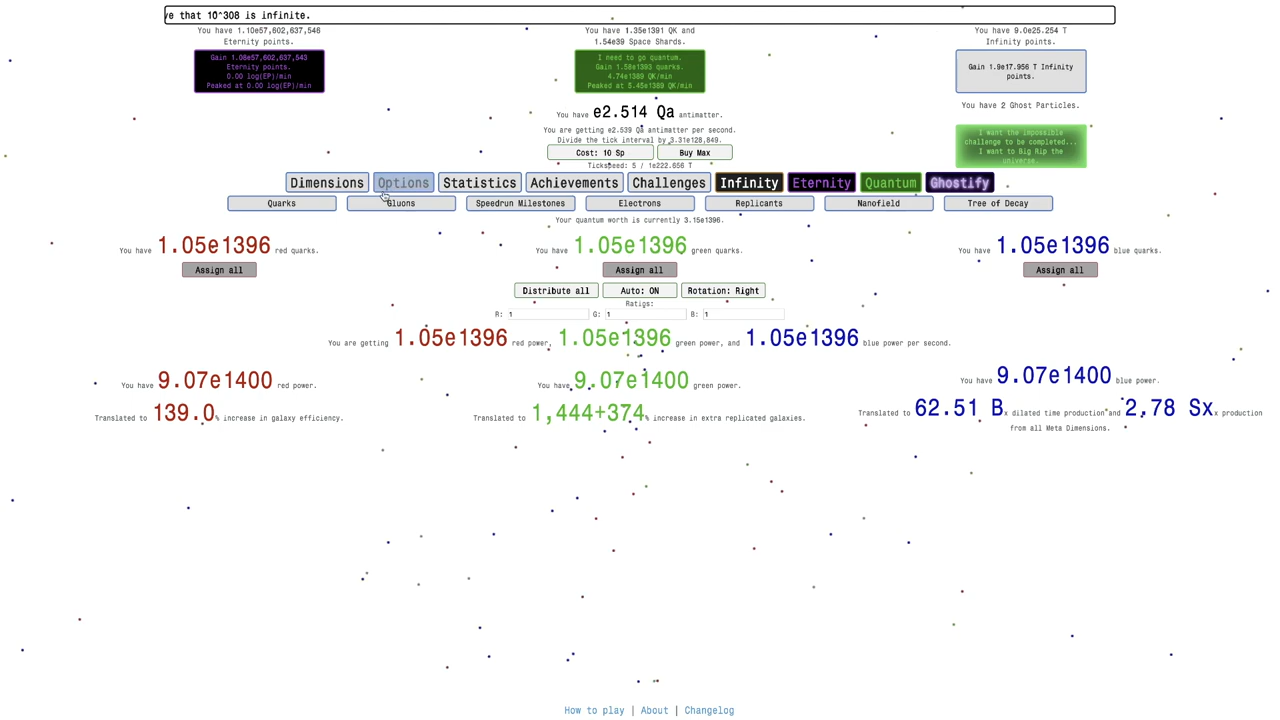 ve that 10^308 is infinite.
You have 1.10e57,602,637,546
Eternity points.
Gain 1.08e57,602,637,543
Eternity points.
0.00 log(EP)/min
Peaked at 0.00 log(EP)/min
You have 1.35e1391 QK and
1.54e39 Space Shards.
I need to go quantum.
Gain 1.58e1393 quarks.
4.74e1389 QK/min
Peaked at 5.45e1389 QK/min
You have 9.0e25.254 T
Infinity points.
Gain 1.9e17.956 T Infinity
points.
You have 2 Ghost Particles.
I want the impossible
challenge to be completed...
I want to Big Rip the
universe.
You have e2.514 Qa antimatter.
You are getting e2.539 Qa antimatter per second.
Divide the tick interval by 3.31e128,849.
Cost: 10 Sp Buy Max
Tickspeed: 5 / 1e222.656 T
Dimensions Options Statistics Achievements Challenges Infinity Eternity Quantum Ghostify
Quarks Gluons Speedrun Milestones Electrons Replicants Nanofield Tree of Decay
Your quantum worth is currently 3.15e1396.
You have 1.05e1396 red quarks. You have 1.05e1396 green quarks. You have 1.05e1396 blue quarks.
Assign all Assign all Assign all
Distribute all Auto: ON Rotation: Right
Ratios:
R: 1 G: 1 B: 1
You are getting 1.05e1396 red power, 1.05e1396 green power, and 1.05e1396 blue power per second.
You have 9.07e1400 red power. You have 9.07e1400 green power. You have 9.07e1400 blue power.
Translated to 139.0% increase in galaxy efficiency. Translated to 1,444+374% increase in extra replicated galaxies. Translated to 62.51 Bx dilated time production and 2.78 Sxx production
from all Meta Dimensions.
How to play | About | Changelog